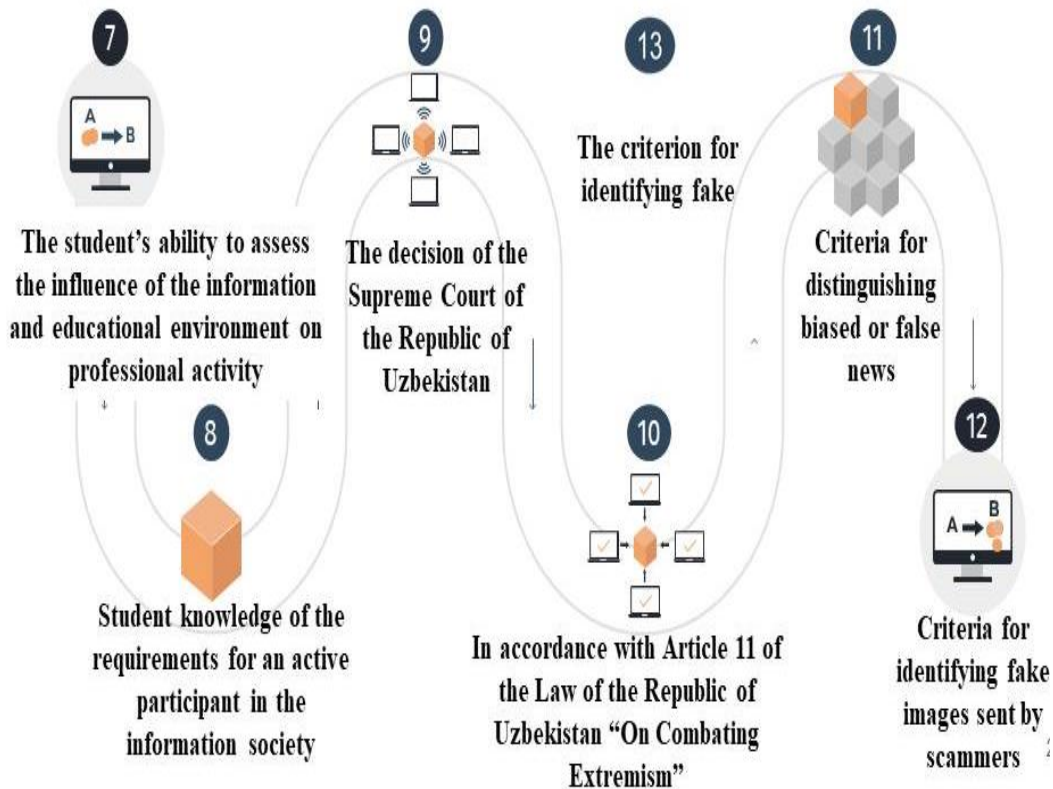 7
A
B
The student’s ability to assess
the influence of the information
and educational environment on
professional activity
8
Student knowledge of the
requirements for an active
participant in the
information society
9
The decision of the
Supreme Court of
the Republic of
Uzbekistan
10
In accordance with Article 11 of
the Law of the Republic of
Uzbekistan “On Combating
Extremism”
13
The criterion for
identifying fake
11
Criteria for
distinguishing
biased or false
news
12
A
B
Criteria for
identifying fake
images sent by
scammers